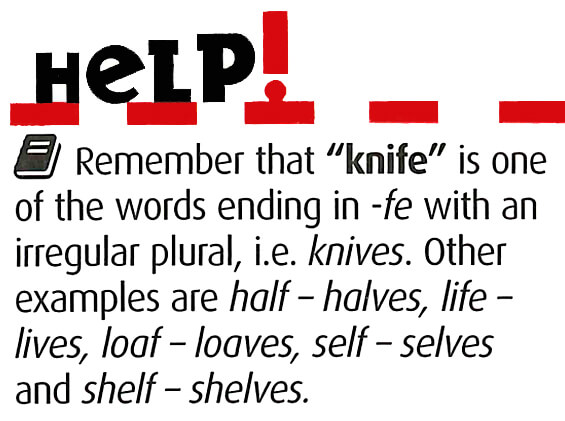 HeLP!
Remember that “knife” is one
of the words ending in -fe with an
irregular plural, i.e. knives. Other
examples are half – halves, life –
lives, loaf – loaves, self – selves
and shelf – shelves.